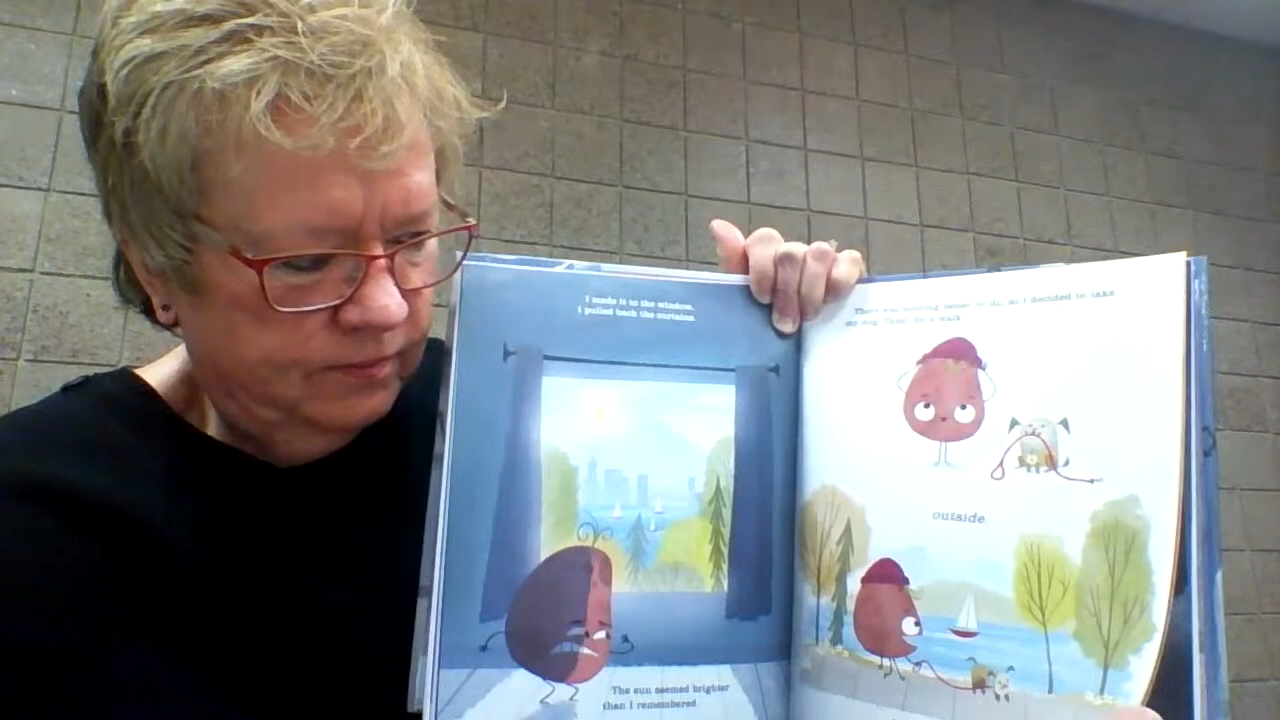 I made it to the window.
I pulled back the curtains.
The sun seemed brighter
than I remembered.
There was nothing better to do, so I decided to take
my dog for a walk
outside.